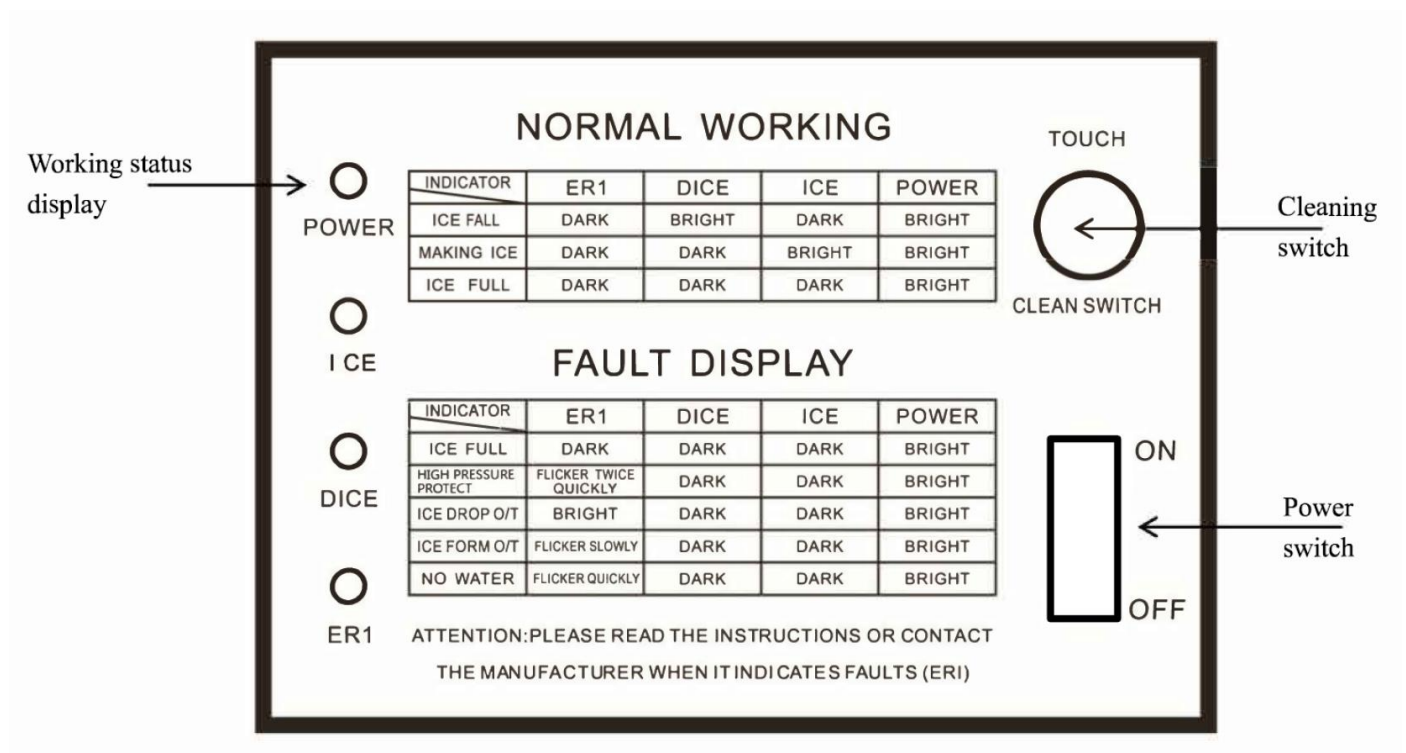 Working status
display
POWER
I CE
DICE
ER1
NORMAL WORKING
INDICATOR ER1 DICE ICE POWER
ICE FALL DARK BRIGHT DARK BRIGHT
MAKING ICE DARK DARK BRIGHT BRIGHT
ICE FULL DARK DARK DARK BRIGHT
FAULT DISPLAY
INDICATOR ER1 DICE ICE POWER
ICE FULL DARK DARK DARK BRIGHT
HIGH PRESSURE
PROTECT
FLICKER TWICE
QUICKLY
DARK DARK BRIGHT
ICE DROP O/T BRIGHT DARK DARK BRIGHT
ICE FORM O/T FLICKER SLOWLY DARK DARK BRIGHT
NO WATER FLICKER QUICKLY DARK DARK BRIGHT
ATTENTION:PLEASE READ THE INSTRUCTIONS OR CONTACT
THE MANUFACTURER WHEN IT INDICATES FAULTS (ERI)
TOUCH
CLEAN SWITCH
Cleaning
switch
ON
OFF
Power
switch